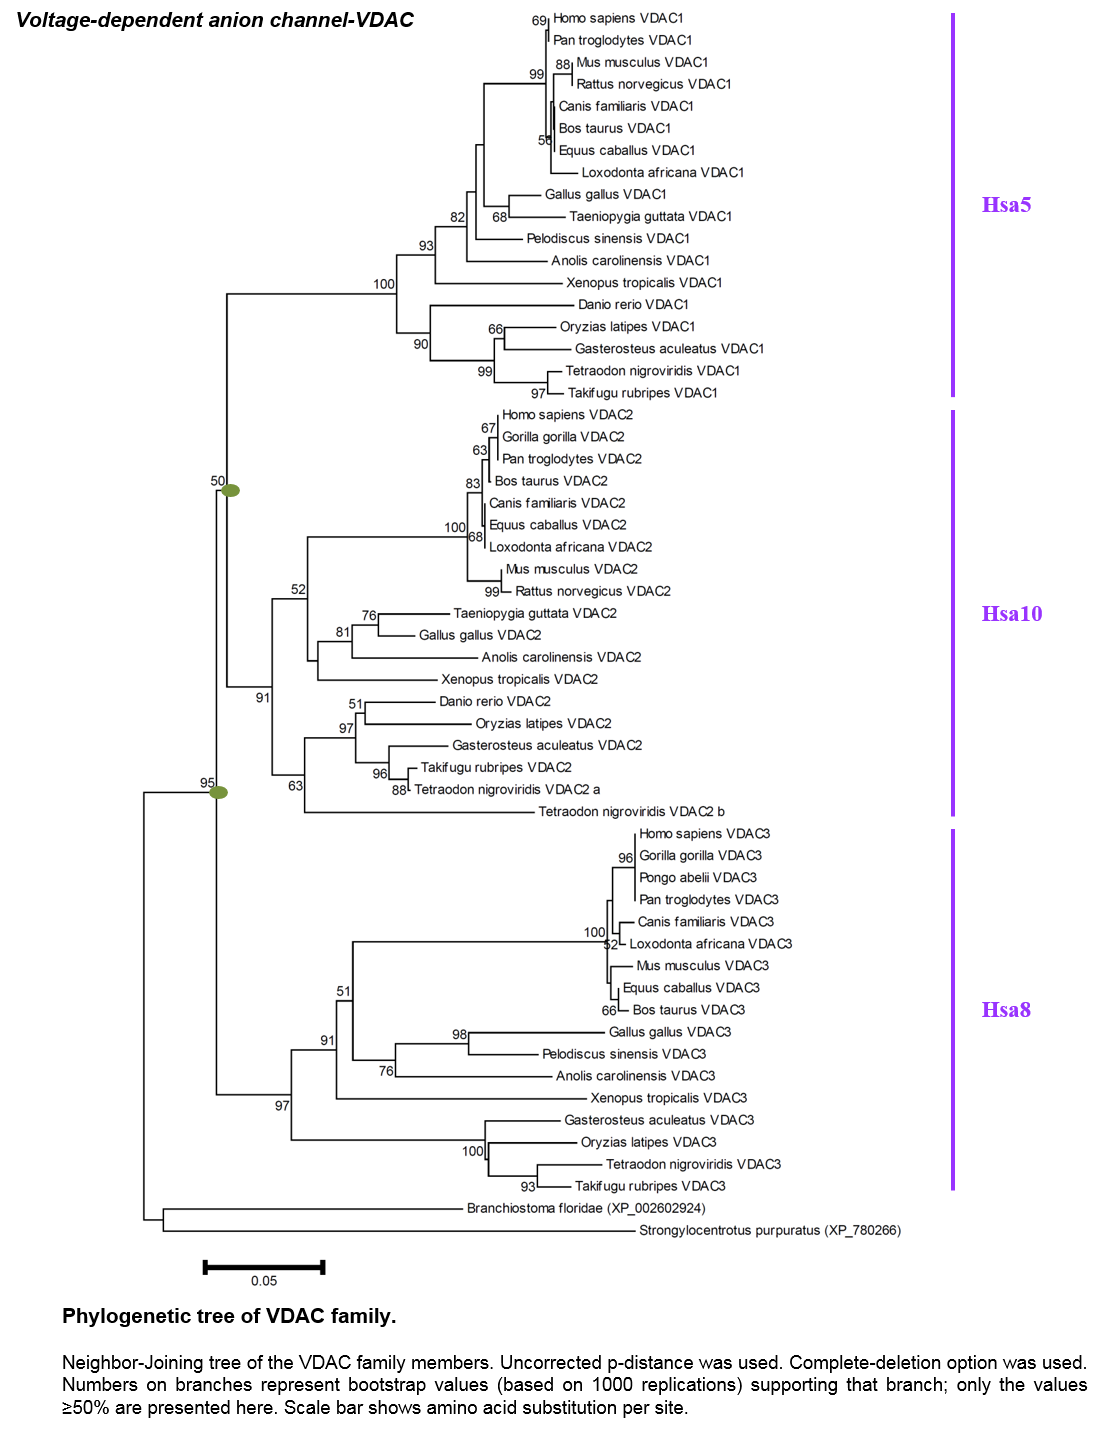 Voltage-dependent anion channel-VDAC
69
Homo sapiens VDAC1
Pan troglodytes VDAC1
88
Mus musculus VDAC1
99
Rattus norvegicus VDAC1
Canis familiaris VDAC1
Bos taurus VDAC1
56
Equus caballus VDAC1
Loxodonta africana VDAC1
Gallus gallus VDAC1
Hsa5
82
68
Taeniopygia guttata VDAC1
Pelodiscus sinensis VDAC1
93
Anolis carolinensis VDAC1
100
Xenopus tropicalis VDAC1
Danio rerio VDAC1
66
Oryzias latipes VDAC1
90
Gasterosteus aculeatus VDAC1
99
Tetraodon nigroviridis VDAC1
97
Takifugu rubripes VDAC1
Homo sapiens VDAC2
67
Gorilla gorilla VDAC2
63
Pan troglodytes VDAC2
50
83
Bos taurus VDAC2
Canis familiaris VDAC2
100
Equus caballus VDAC2
68
Loxodonta africana VDAC2
Mus musculus VDAC2
52
99
Rattus norvegicus VDAC2
76
Taeniopygia guttata VDAC2
Hsa10
81
Gallus gallus VDAC2
Anolis carolinensis VDAC2
Xenopus tropicalis VDAC2
91
51
Danio rerio VDAC2
97
Oryzias latipes VDAC2
Gasterosteus aculeatus VDAC2
96
Takifugu rubripes VDAC2
95
63
88
Tetraodon nigroviridis VDAC2 a
Tetraodon nigroviridis VDAC2 b
Homo sapiens VDAC3
96
Gorilla gorilla VDAC3
Pongo abelii VDAC3
Pan troglodytes VDAC3
100
Canis familiaris VDAC3
52
Loxodonta africana VDAC3
Mus musculus VDAC3
51
Equus caballus VDAC3
66
Bos taurus VDAC3
Hsa8
91
98
Gallus gallus VDAC3
Pelodiscus sinensis VDAC3
76
Anolis carolinensis VDAC3
97
Xenopus tropicalis VDAC3
Gasterosteus aculeatus VDAC3
100
Oryzias latipes VDAC3
Tetraodon nigroviridis VDAC3
93
Takifugu rubripes VDAC3
Branchiostoma floridae (XP_002602924)
Strongylocentrotus purpuratus (XP_780266)
0.05
Phylogenetic tree of VDAC family.
Neighbor-Joining tree of the VDAC family members. Uncorrected p-distance was used. Complete-deletion option was used.
Numbers on branches represent bootstrap values (based on 1000 replications) supporting that branch; only the values
≥50% are presented here. Scale bar shows amino acid substitution per site.